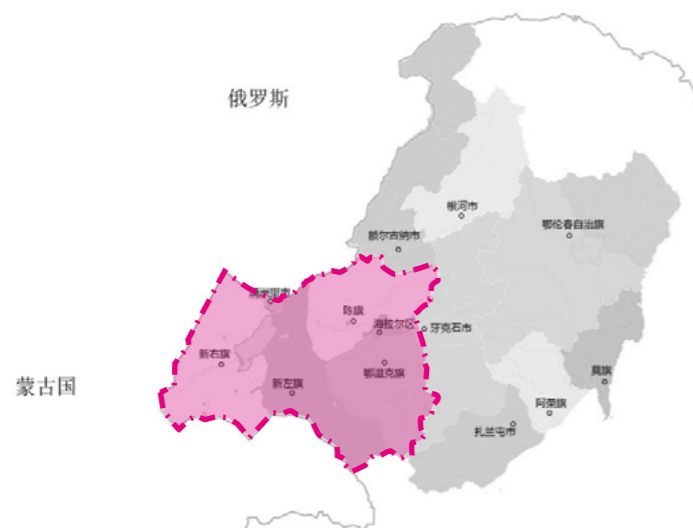 俄罗斯
根河市
鄂伦春自治旗
额尔古纳市
满洲里市
陈旗
海拉尔区
牙克石市
新右旗
鄂温克旗
莫旗
蒙古国
新左旗
阿荣旗
扎兰屯市